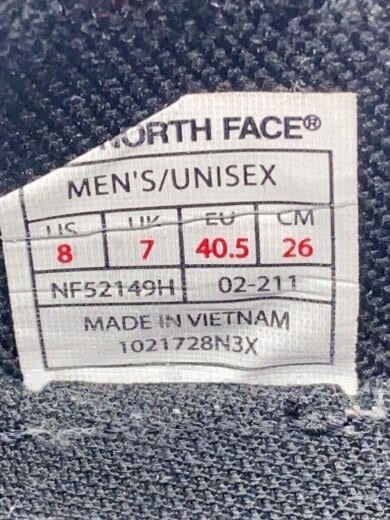 NORTH FACE®
MEN'S/UNISEX
US UK EU CM
8 7 40.5 26
NF52149H 02-211
MADE IN VIETNAM
1021728N3X